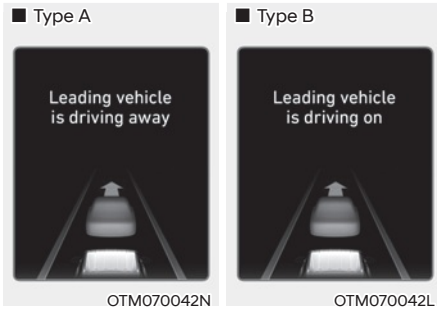 ■ Type A
Leading vehicle
is driving away
OTM070042N
■ Type B
Leading vehicle
is driving on
OTM070042L